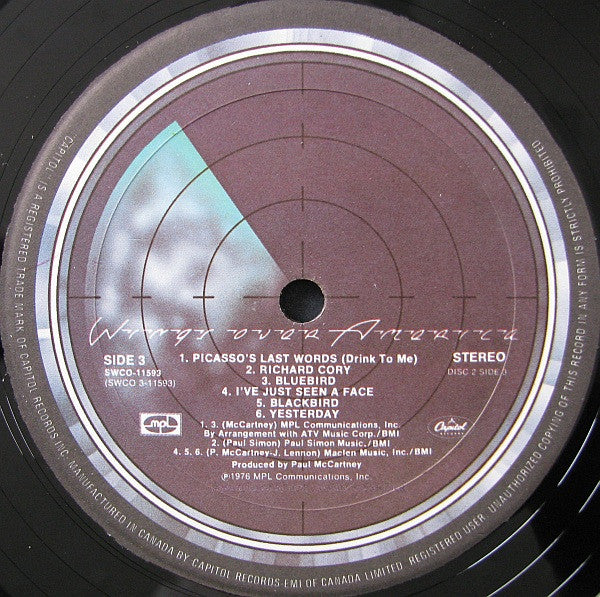 Wings over America
SIDE 3
SWCO-11593
(SWCO 3-11593)
STEREO
DISC 2 SIDE 3
1. PICASSO'S LAST WORDS (Drink To Me)
2. RICHARD CORY
3. BLUEBIRD
4. I'VE JUST SEEN A FACE
5. BLACKBIRD
6. YESTERDAY
1. 3. (McCartney) MPL Communications, Inc.
By Arrangement with ATV Music Corp./BMI
2. (Paul Simon) Paul Simon Music./BMI
4. 5. 6. (P. McCartney-J. Lennon) Maclen Music, Inc./BMI
Produced by Paul McCartney
℗1976 MPL Communications, Inc.
MPL
Capitol
RECORDS
CAPITOL" IS A REGISTERED TRADE MARK OF CAPITOL RECORDS INC. MANUFACTURED IN CANADA BY CAPITOL RECORDS-EMI OF CANADA LIMITED. REGISTERED USER. UNAUTHORIZED COPYING OF THIS RECORD IN ANY FORM IS STRICTLY PROHIBITED